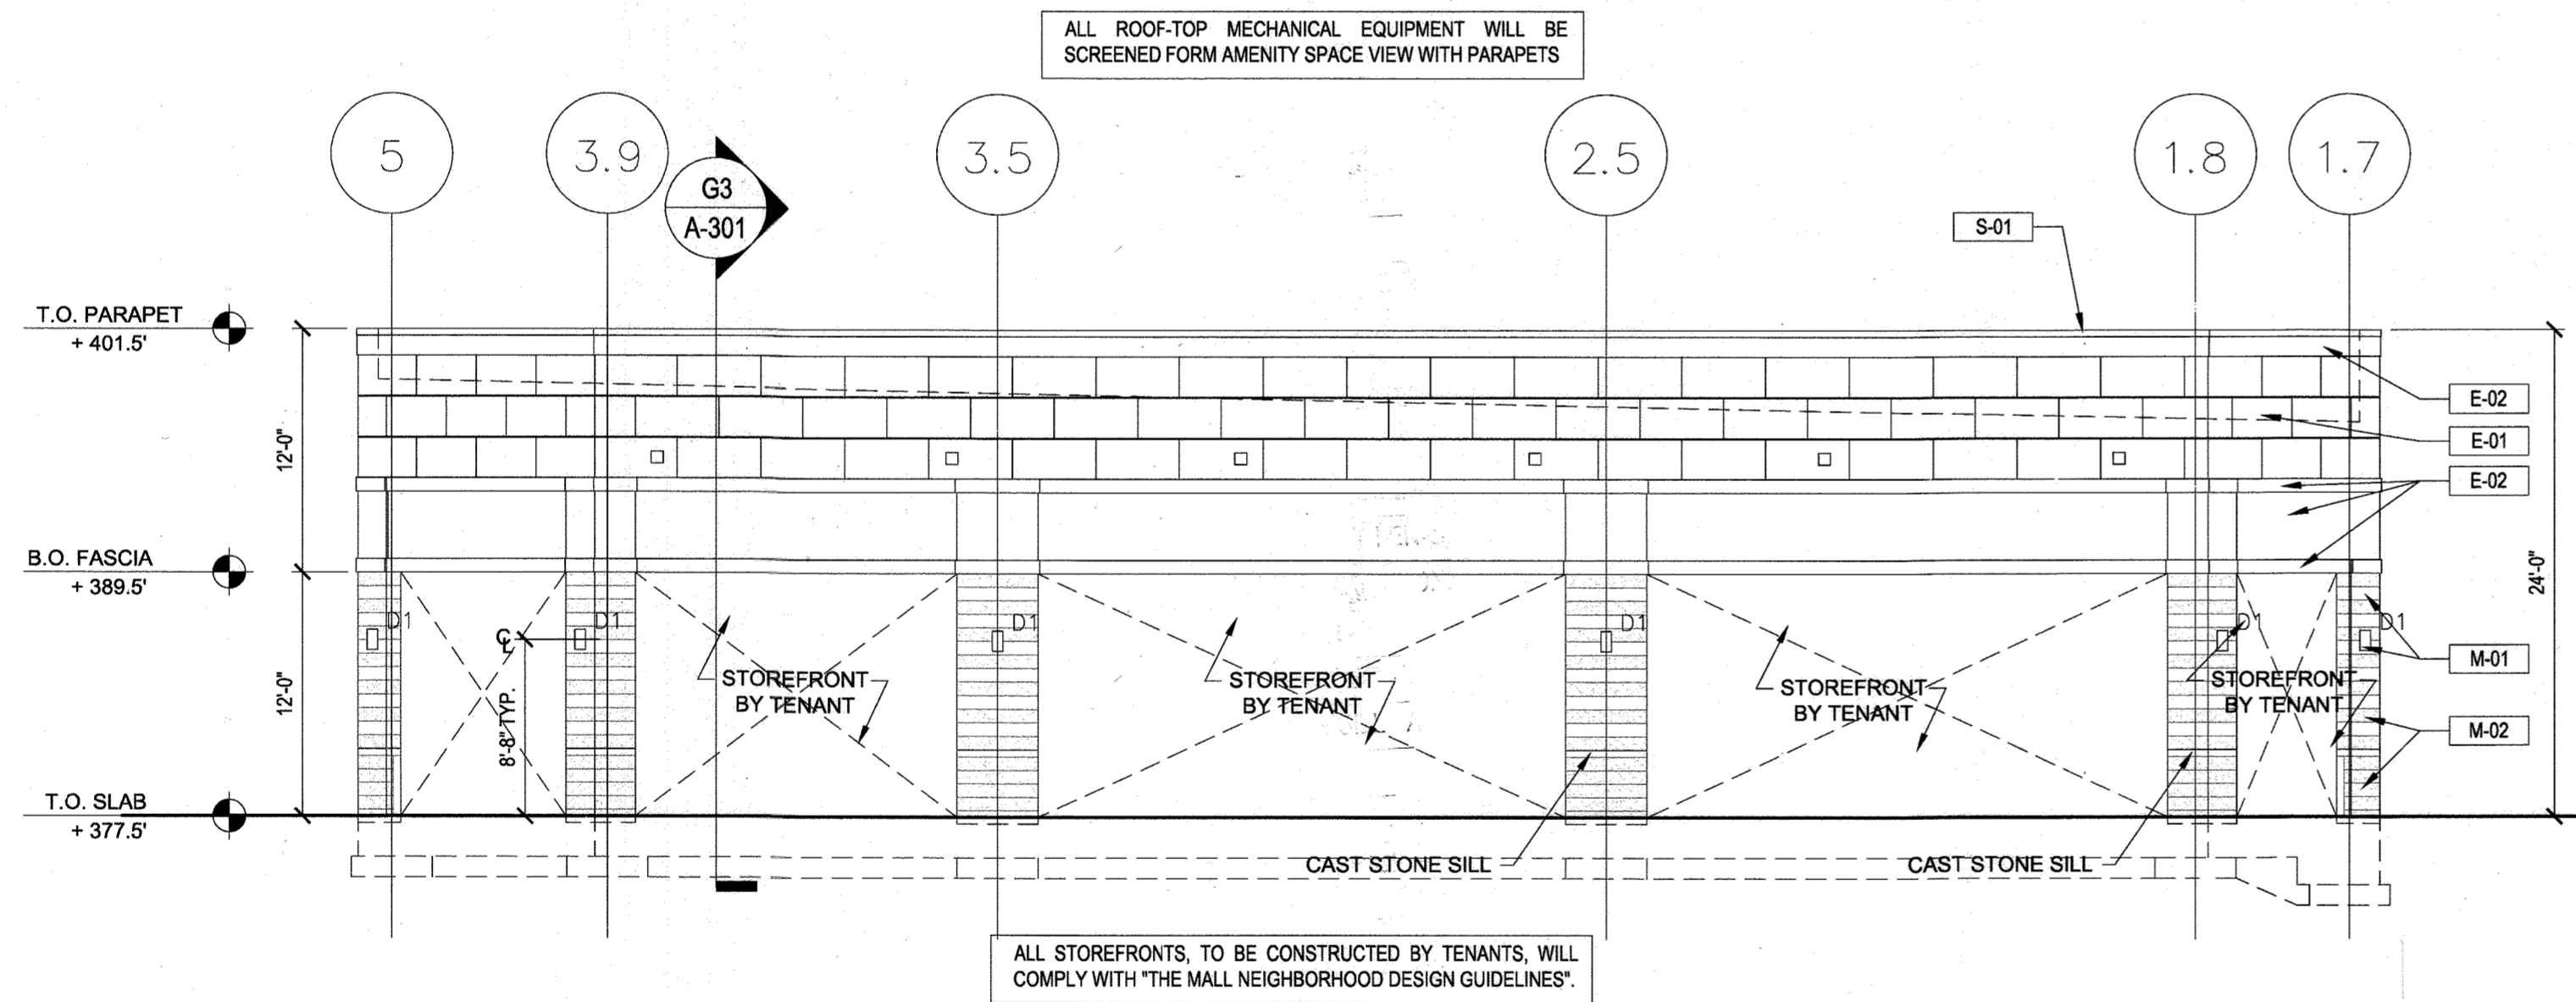 ALL ROOF-TOP MECHANICAL EQUIPMENT WILL BE
SCREENED FORM AMENITY SPACE VIEW WITH PARAPETS
5
3.9
3.5
2.5
1.8
1.7
G3
A-301
S-01
T.O. PARAPET
+ 401.5'
E-02
E-01
E-02
12'-0"
B.O. FASCIA
+ 389.5'
24'-0"
D1
D1
D1
D1
D1
D1
CL
12'-0"
8'-8" TYP.
STOREFRONT
BY TENANT
STOREFRONT
BY TENANT
STOREFRONT
BY TENANT
STOREFRONT
BY TENANT
M-01
M-02
T.O. SLAB
+ 377.5'
CAST STONE SILL
CAST STONE SILL
ALL STOREFRONTS, TO BE CONSTRUCTED BY TENANTS, WILL
COMPLY WITH "THE MALL NEIGHBORHOOD DESIGN GUIDELINES".